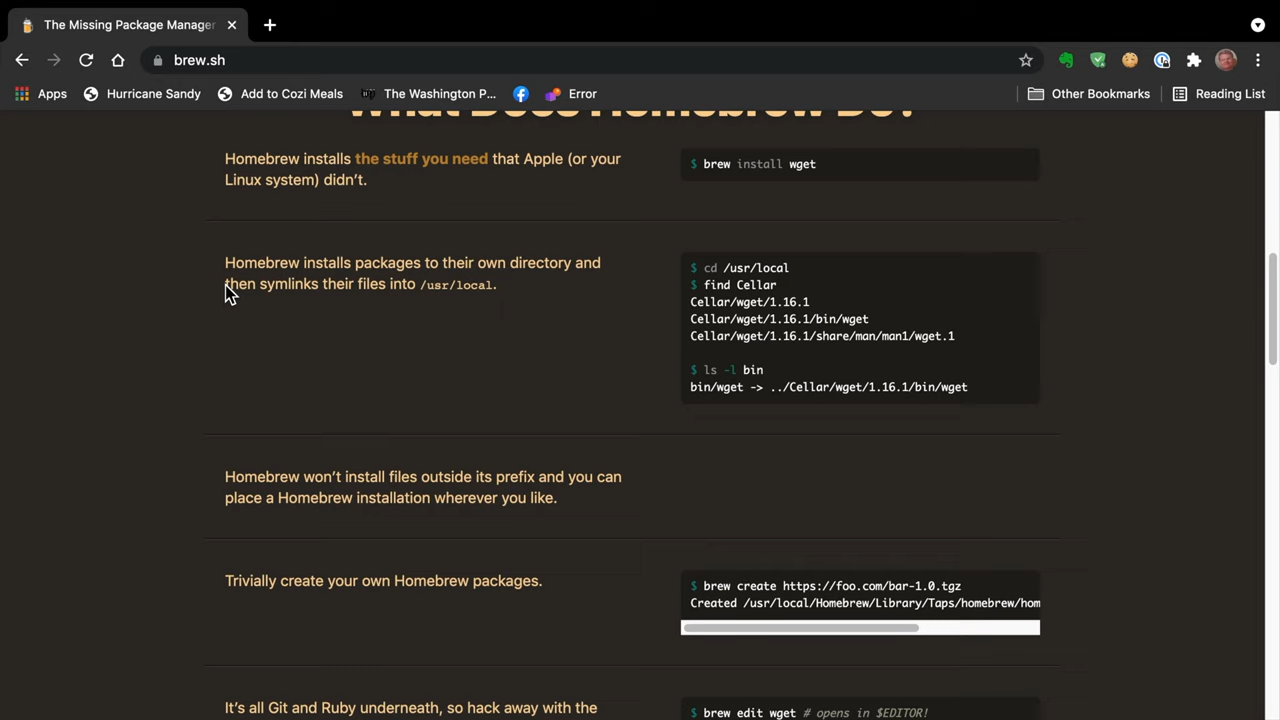 The Missing Package Manager
brew.sh
Apps
Hurricane Sandy
Add to Cozi Meals
The Washington P...
Error
Other Bookmarks
Reading List
What Does Homebrew Do?
Homebrew installs the stuff you need that Apple (or your
Linux system) didn’t.
$ brew install wget
Homebrew installs packages to their own directory and
then symlinks their files into /usr/local.
$ cd /usr/local
$ find Cellar
Cellar/wget/1.16.1
Cellar/wget/1.16.1/bin/wget
Cellar/wget/1.16.1/share/man/man1/wget.1
$ ls -l bin
bin/wget -> ../Cellar/wget/1.16.1/bin/wget
Homebrew won’t install files outside its prefix and you can
place a Homebrew installation wherever you like.
Trivially create your own Homebrew packages.
$ brew create https://foo.com/bar-1.0.tgz
Created /usr/local/Homebrew/Library/Taps/homebrew/hom
It’s all Git and Ruby underneath, so hack away with the
$ brew edit wget # opens in $EDITOR!